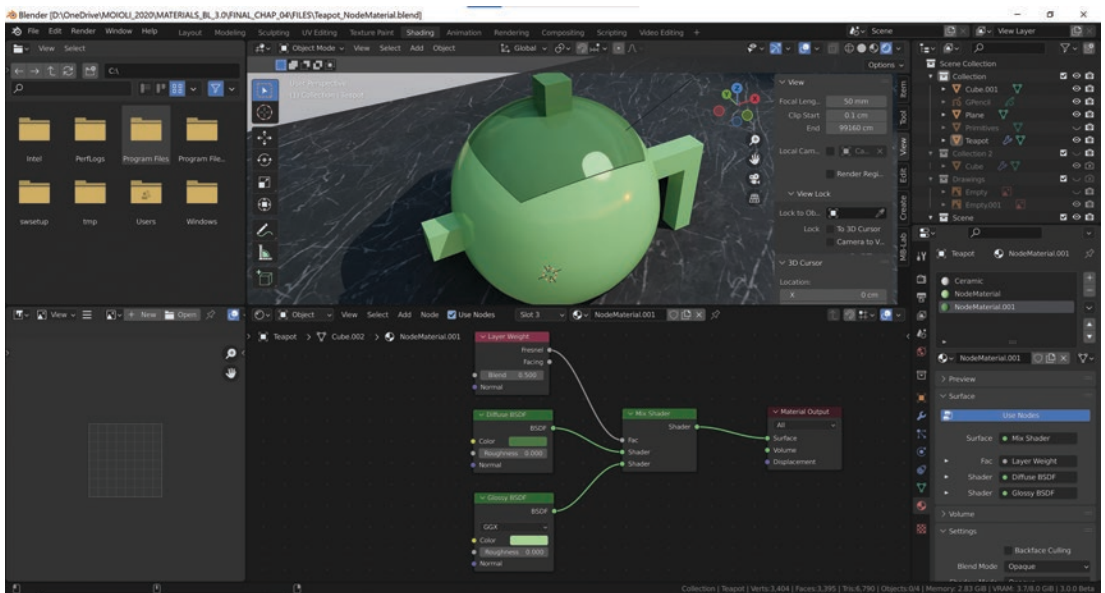 Blender [D:\OneDrive\MOIOLI_2020\MATERIALS_BL_3.0\FINAL_CHAP_04\FILES\Teapot_NodeMaterial.blend]
File Edit Render Window Help Layout Modeling Sculpting UV Editing Texture Paint Shading Animation Rendering Compositing Scripting Video Editing + Scene View Layer
View Select
Object Mode View Select Add Object Global
Options
C:\
Intel PerfLogs Program Files Program File...
swsetup tmp Users Windows
User Perspective
View
Focal Leng... 50 mm
Clip Start 0.1 cm
End 99160 cm
Local Cam... Ca...
Render Regi...
View Lock
Lock to Ob...
Lock To 3D Cursor
Camera to V...
3D Cursor
Location:
X 0 cm
Item
Tool
View
Edit
Create
MB-Lab
Scene Collection
Collection
Cube.001
GPencil
Plane
Primitives
Teapot
Collection 2
Cube
Drawings
Empty
Empty.001
Scene
Teapot NodeMaterial.001
Ceramic
NodeMaterial
NodeMaterial.001
NodeMaterial.001
Preview
Surface
Use Nodes
Surface Mix Shader
Fac Layer Weight
Shader Diffuse BSDF
Shader Glossy BSDF
Volume
Settings
Backface Culling
Blend Mode Opaque
View + New Open
Object View Select Add Node Use Nodes Slot 3 NodeMaterial.001
Teapot Cube.002 NodeMaterial.001
Layer Weight
Fresnel
Facing
Blend 0.500
Normal
Diffuse BSDF
BSDF
Color
Roughness 0.000
Normal
Glossy BSDF
BSDF
GGX
Color
Roughness 0.000
Normal
Mix Shader
Shader
Fac
Shader
Shader
Material Output
All
Surface
Volume
Displacement
Collection | Teapot | Verts:3,404 | Faces:3,395 | Tris:6,790 | Objects:0/4 | Memory: 2.83 GiB | VRAM: 3.7/8.0 GiB | 3.0.0 Beta